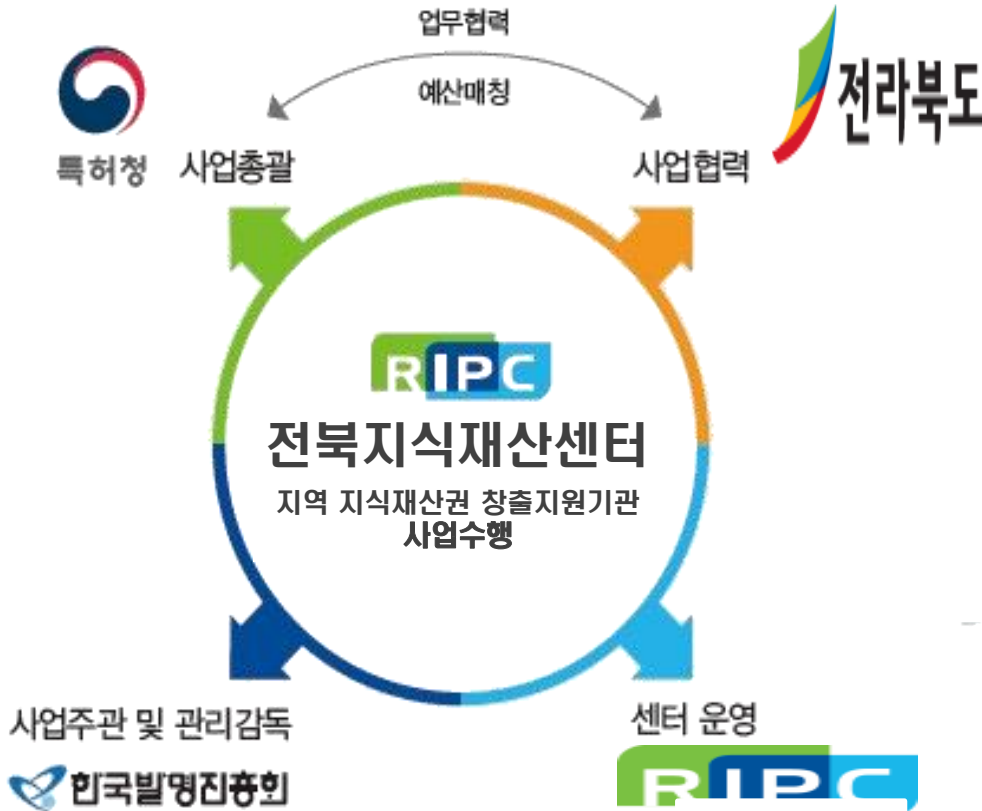 업무협력
예산매칭
특허청
사업총괄
사업협력
전라북도
RIPC
전북지식재산센터
지역 지식재산권 창출지원기관
사업수행
사업주관 및 관리감독
한국발명진흥회
센터 운영
RIPC